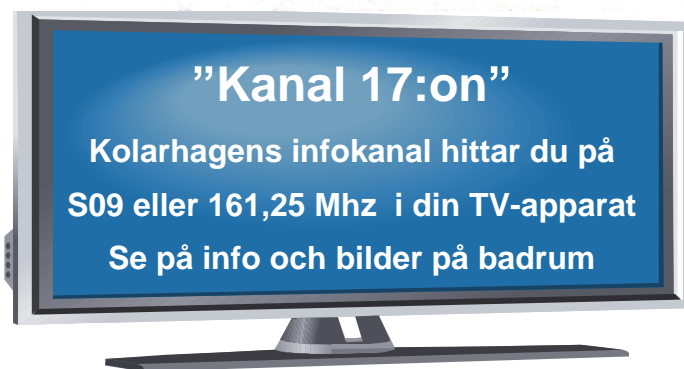 ”Kanal 17:on”
Kolarhagens infokanal hittar du på
S09 eller 161,25 Mhz i din TV-apparat
Se på info och bilder på badrum